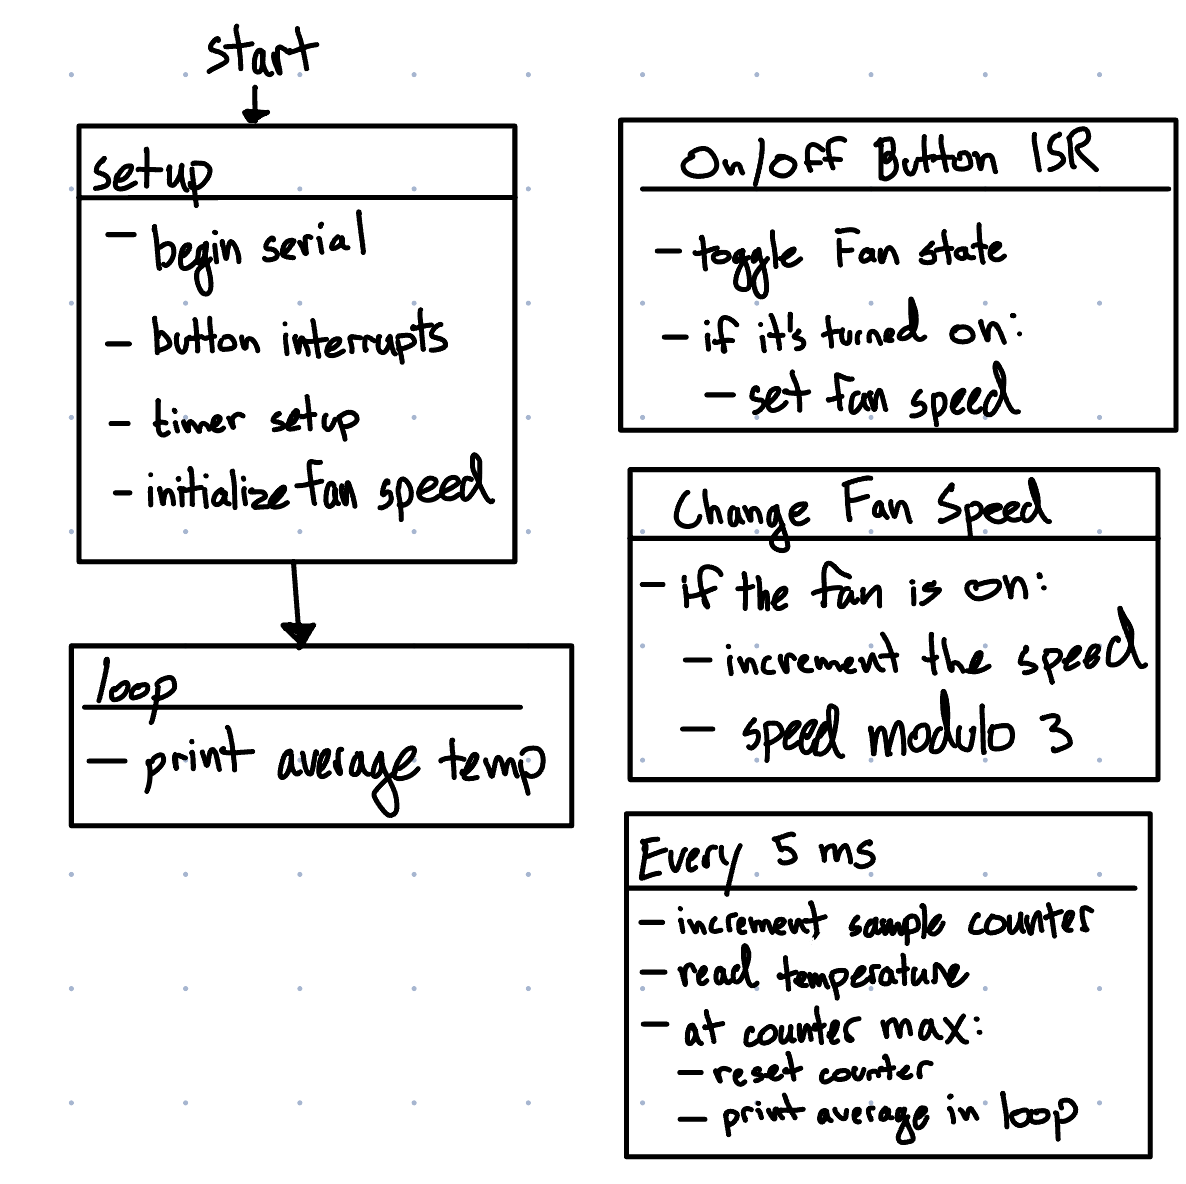 start
setup
- begin serial
- button interrupts
- timer setup
- initialize fan speed
loop
- print average temp
On/off Button ISR
- toggle Fan state
- if it's turned on:
- set fan speed
Change Fan Speed
- if the fan is on:
- increment the speed
- speed modulo 3
Every 5 ms
- increment sample counter
- read temperature
- at counter max:
- reset counter
- print average in loop